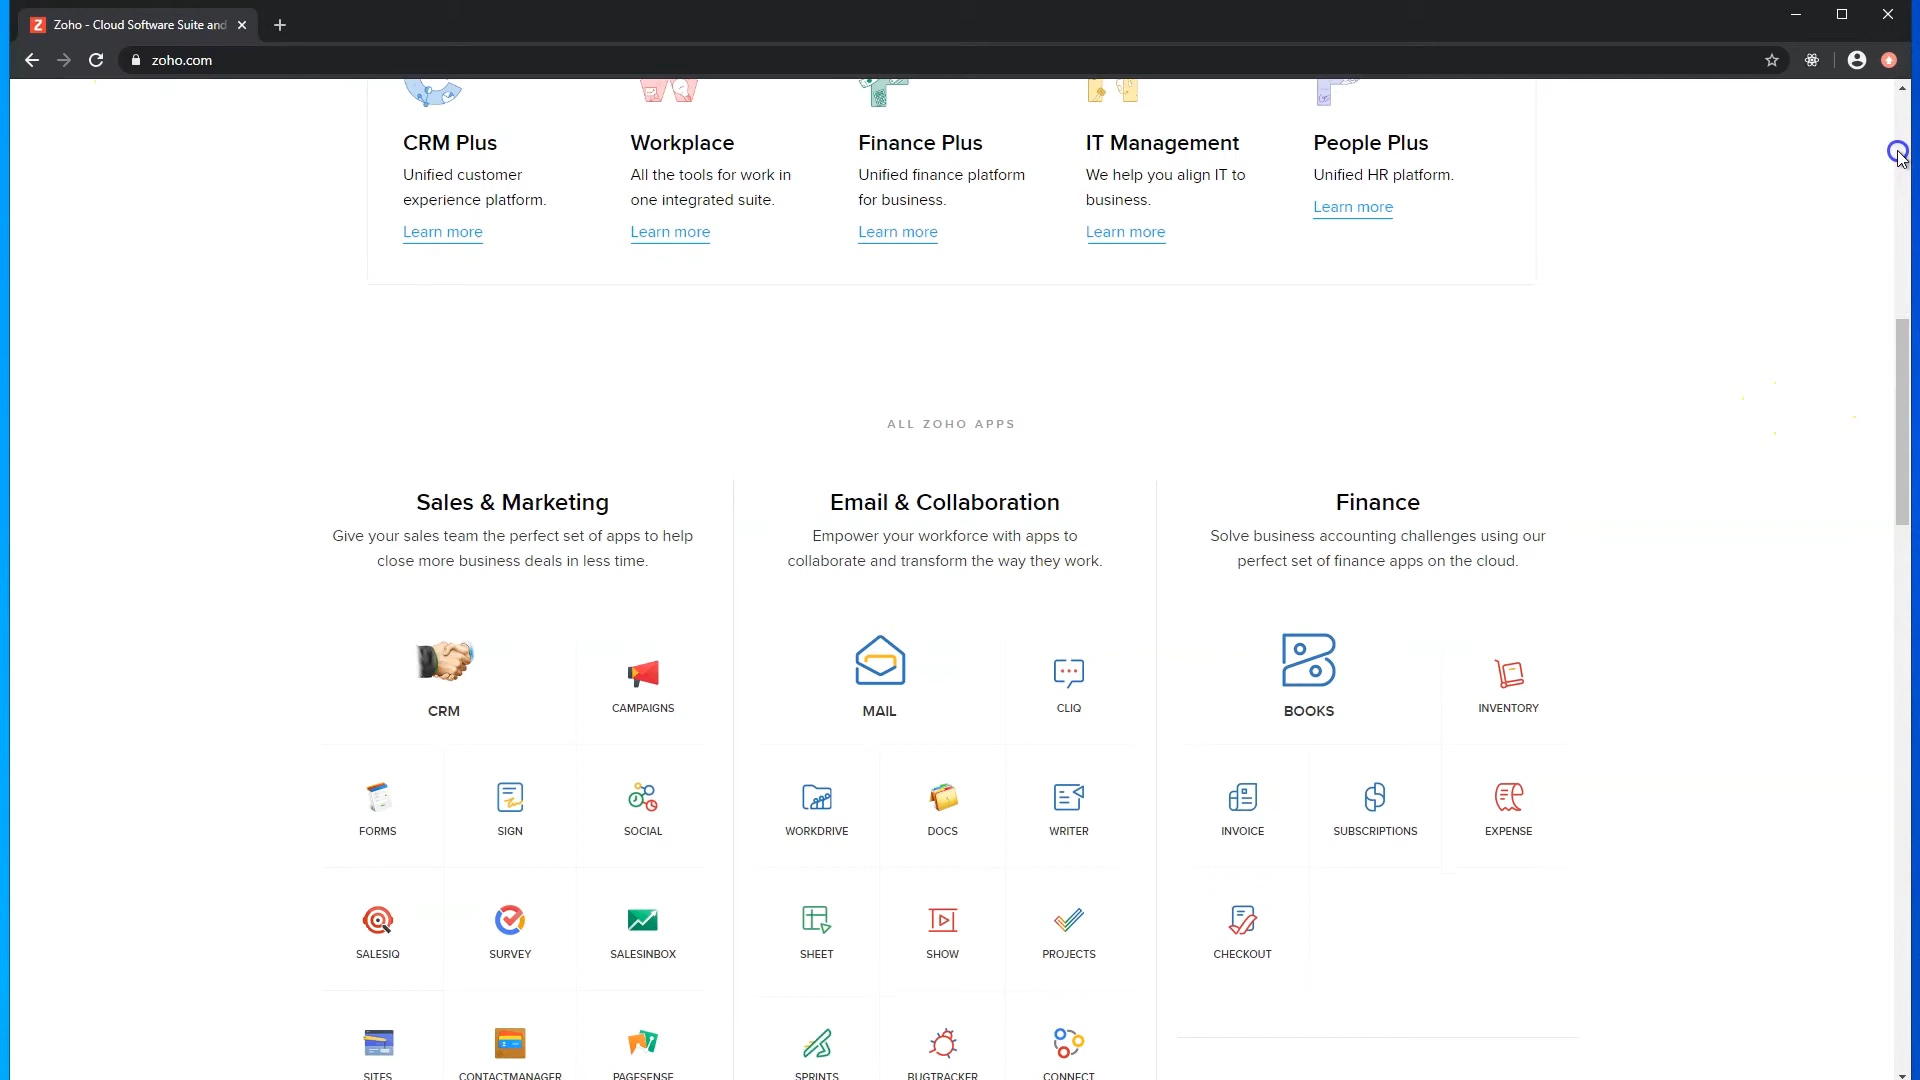 Zoho - Cloud Software Suite and
zoho.com
CRM Plus
Unified customer
experience platform.
Learn more
Workplace
All the tools for work in
one integrated suite.
Learn more
Finance Plus
Unified finance platform
for business.
Learn more
IT Management
We help you align IT to
business.
Learn more
People Plus
Unified HR platform.
Learn more
ALL ZOHO APPS
Sales & Marketing
Give your sales team the perfect set of apps to help
close more business deals in less time.
CRM
CAMPAIGNS
FORMS
SIGN
SOCIAL
SALESIQ
SURVEY
SALESINBOX
SITES
CONTACTMANAGER
PAGESENSE
Email & Collaboration
Empower your workforce with apps to
collaborate and transform the way they work.
MAIL
CLIQ
WORKDRIVE
DOCS
WRITER
SHEET
SHOW
PROJECTS
SPRINTS
BUGTRACKER
CONNECT
Finance
Solve business accounting challenges using our
perfect set of finance apps on the cloud.
BOOKS
INVENTORY
INVOICE
SUBSCRIPTIONS
EXPENSE
CHECKOUT